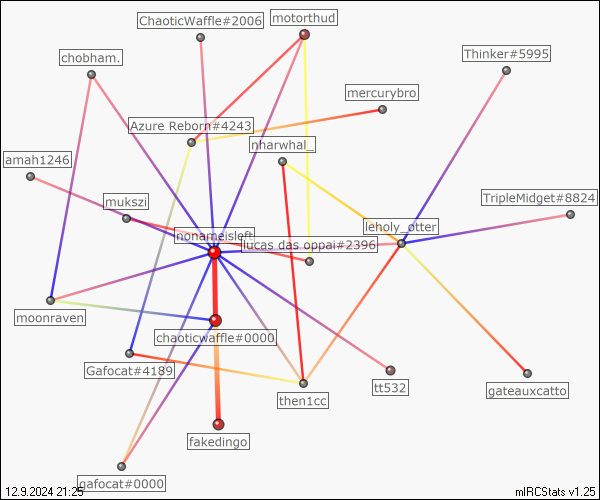 ChaoticWaffle#2006
motorthud
chobham.
Thinker#5995
mercurybro
Azure Reborn#4243
nharwhal_
amah1246
mukszi
TripleMidget#8824
leholy_otter
nonameisleft
lucas das oppai#2396
moonraven
chaoticwaffle#0000
Gafocat#4189
tt532
gateauxcatto
then1cc
fakedingo
gafocat#0000
12.9.2024 21:25
mIRCStats v1.25